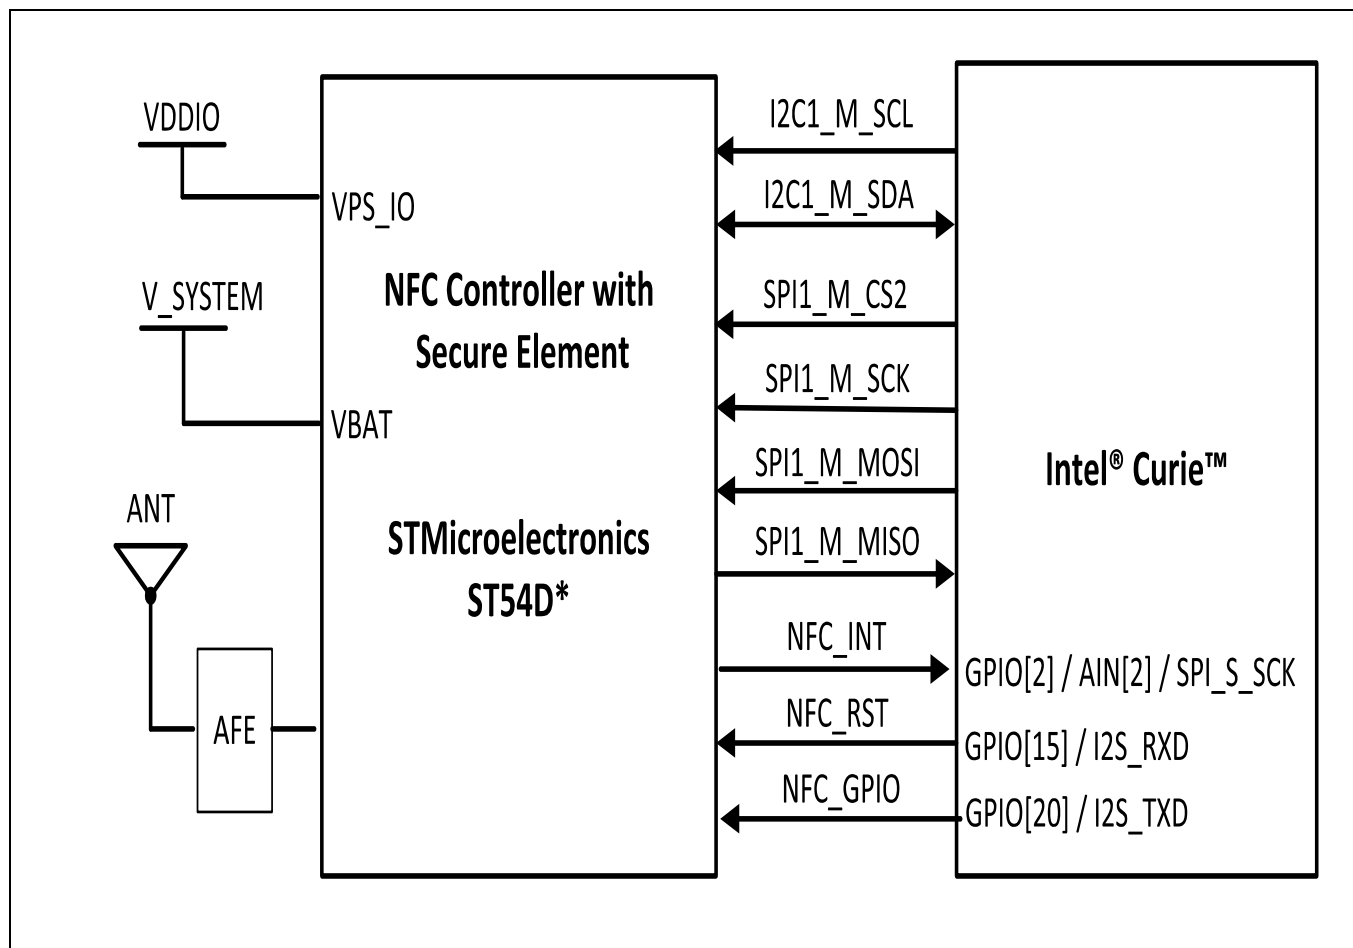 VDDIO
VPS_IO
V_SYSTEM
VBAT
ANT
AFE
NFC Controller with
Secure Element
STMicroelectronics
ST54D*
I2C1_M_SCL
I2C1_M_SDA
SPI1_M_CS2
SPI1_M_SCK
SPI1_M_MOSI
SPI1_M_MISO
NFC_INT
NFC_RST
NFC_GPIO
Intel® Curie™
GPIO[2] / AIN[2] / SPI_S_SCK
GPIO[15] / I2S_RXD
GPIO[20] / I2S_TXD